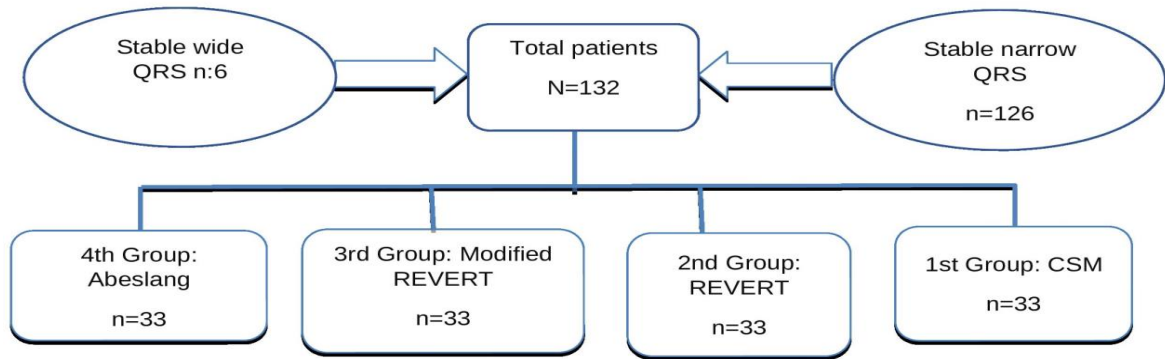 Stable wide
QRS n:6
Total patients
N=132
Stable narrow
QRS
n=126
4th Group:
Abeslang
n=33
3rd Group: Modified
REVERT
n=33
2nd Group:
REVERT
n=33
1st Group: CSM
n=33